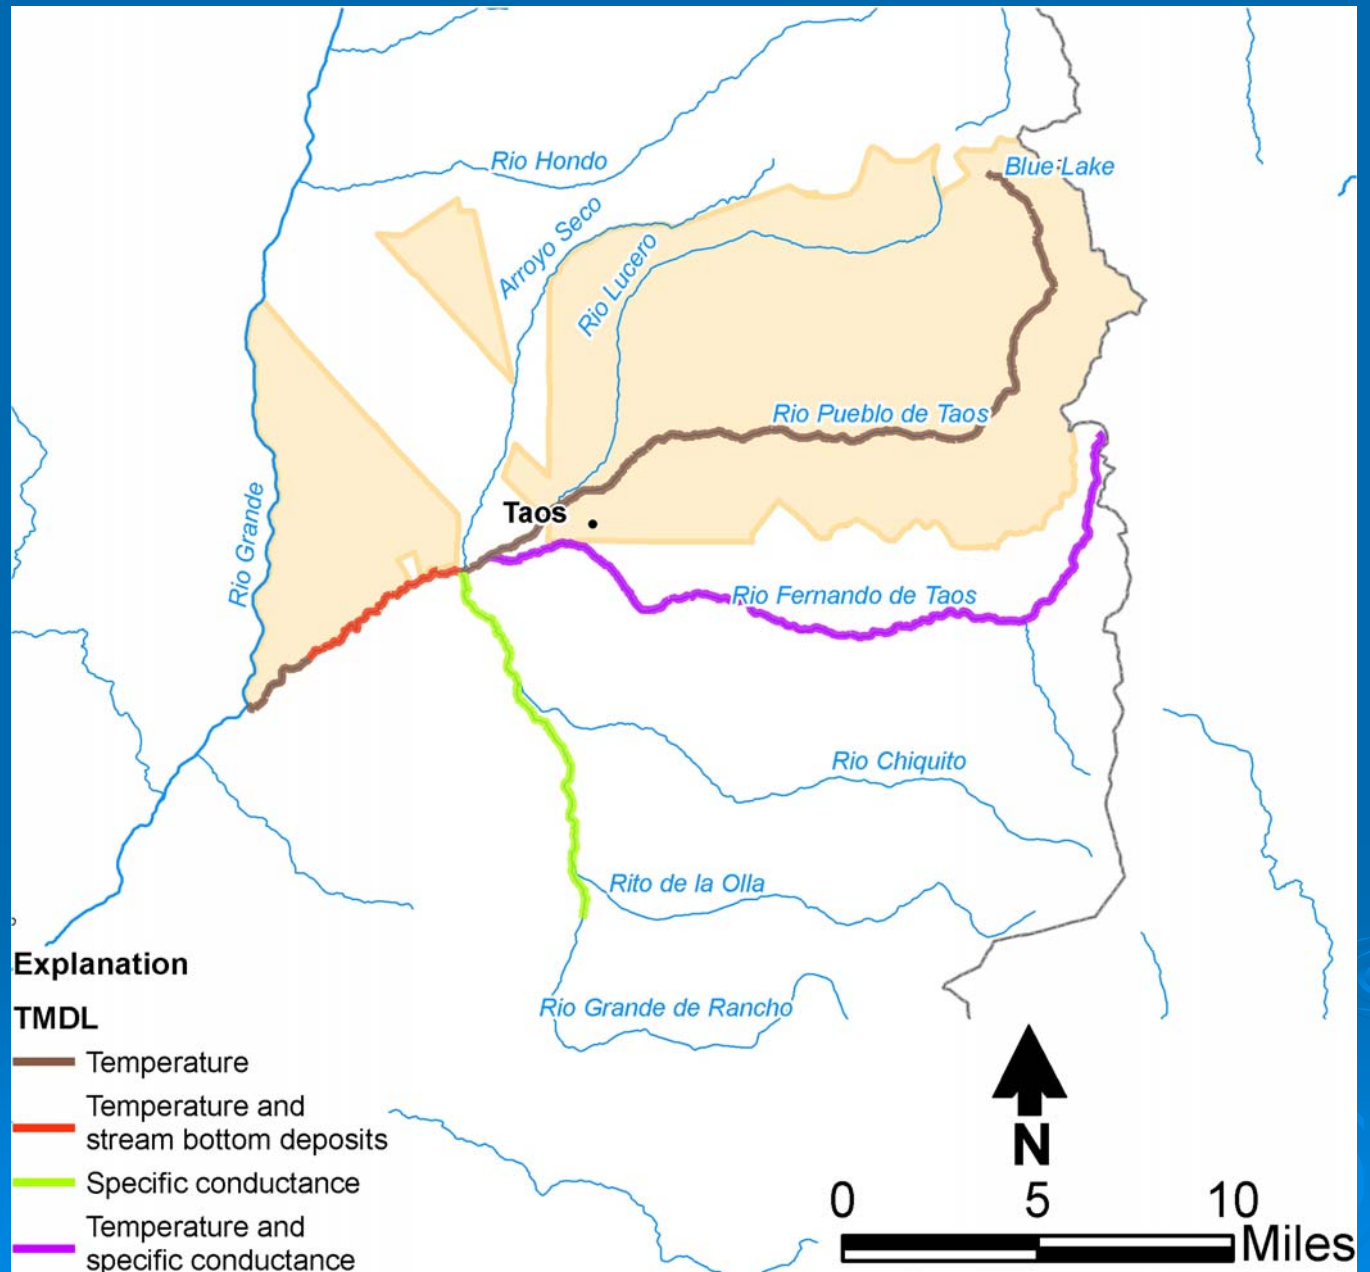 Rio Hondo
Blue Lake
Arroyo Seco
Rio Lucero
Rio Pueblo de Taos
Rio Grande
Taos
Rio Fernando de Taos
Rio Chiquito
Rito de la Olla
Rio Grande de Rancho
Explanation
TMDL
Temperature
Temperature and
stream bottom deposits
Specific conductance
Temperature and
specific conductance
N
0 5 10
Miles